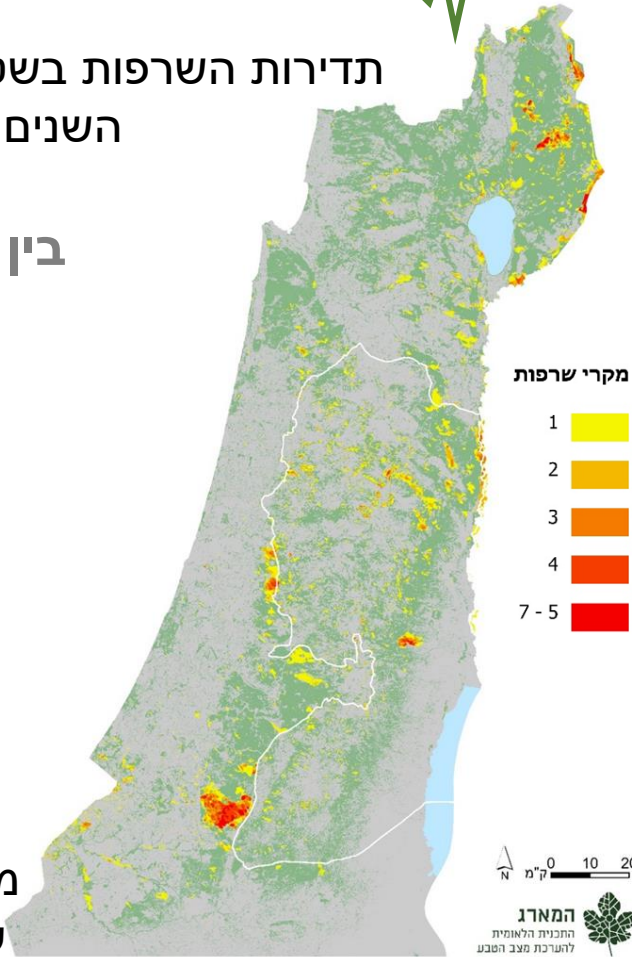 תדירות השרפות
השנים
בין
מקרי שרפות
1
2
3
4
7 - 5
N
0 10 20
ק"מ
המארג
התכנית הלאומית
להערכת מצב הטבע